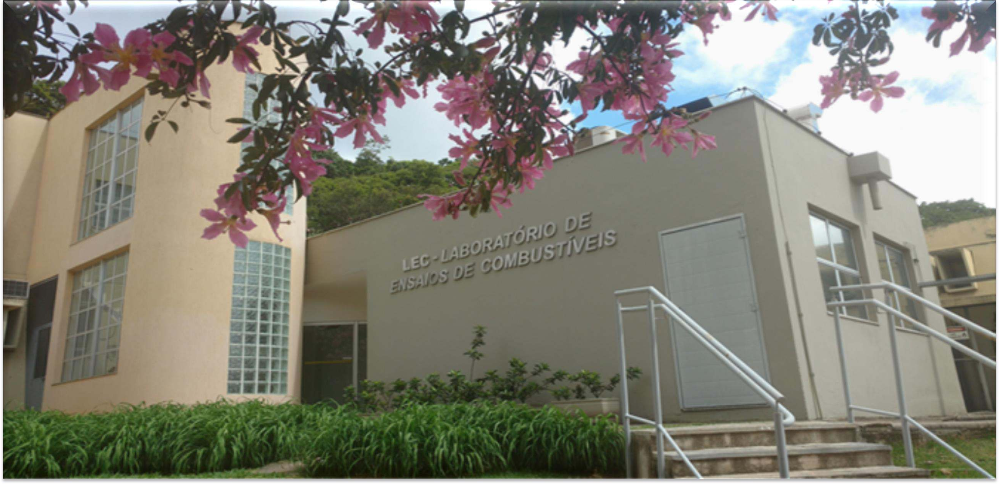 LEC - LABORATÓRIO DE
ENSAIOS DE COMBUSTÍVEIS